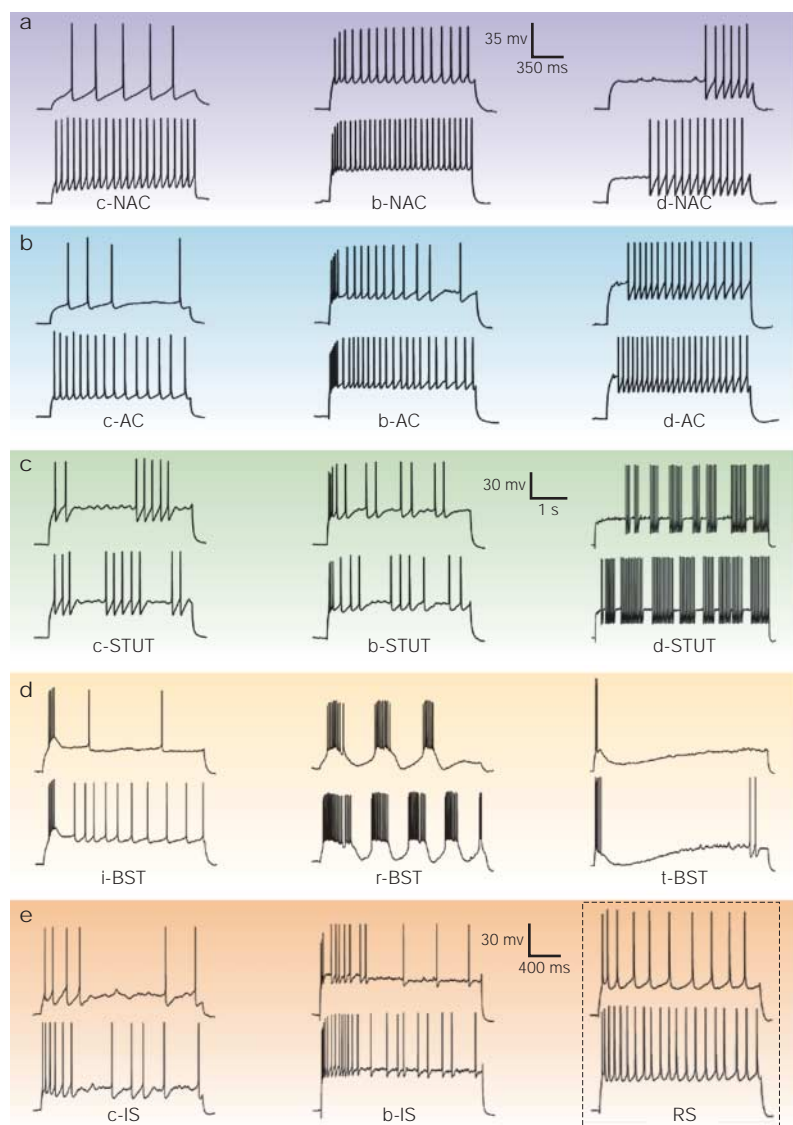 a
35 mv
350 ms
c-NAC
b-NAC
d-NAC
b
c-AC
b-AC
d-AC
c
30 mv
1 s
c-STUT
b-STUT
d-STUT
d
i-BST
r-BST
t-BST
e
30 mv
400 ms
c-IS
b-IS
RS